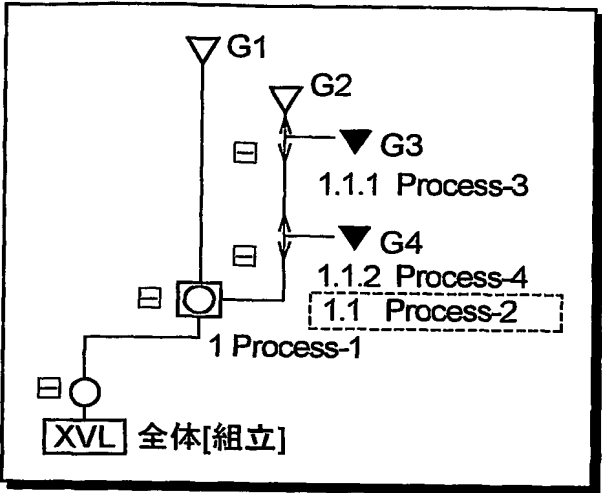 G1
G2
G3
1.1.1 Process-3
G4
1.1.2 Process-4
1.1 Process-2
1 Process-1
XVL 全体[組立]